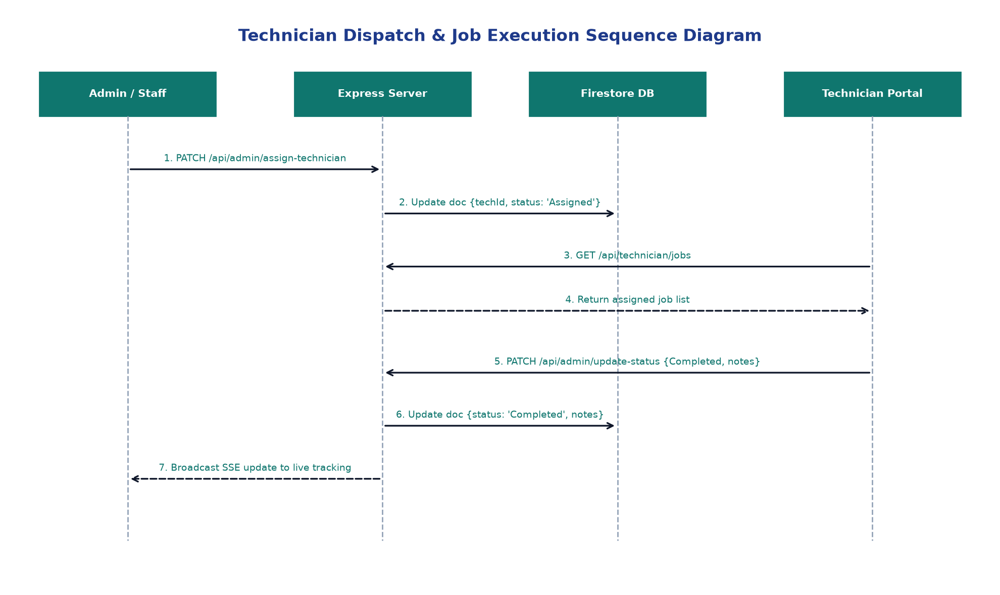 Technician Dispatch & Job Execution Sequence Diagram
Admin / Staff
Express Server
Firestore DB
Technician Portal
1. PATCH /api/admin/assign-technician
2. Update doc {techId, status: 'Assigned'}
3. GET /api/technician/jobs
4. Return assigned job list
5. PATCH /api/admin/update-status {Completed, notes}
6. Update doc {status: 'Completed', notes}
7. Broadcast SSE update to live tracking